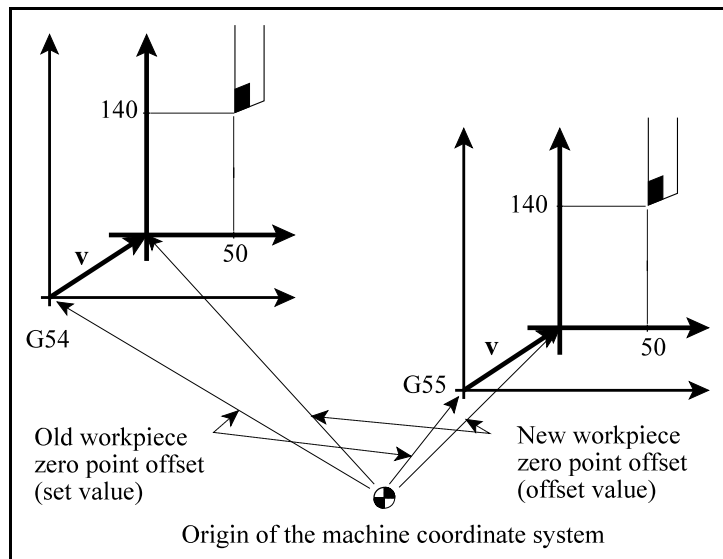 140
50
v
G54
140
50
v
G55
Old workpiece
zero point offset
(set value)
New workpiece
zero point offset
(offset value)
Origin of the machine coordinate system